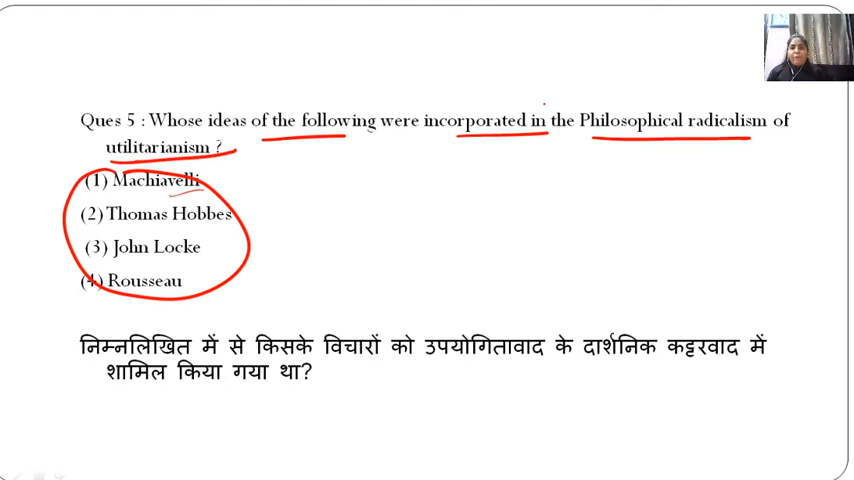 Ques 5 : Whose ideas of the following were incorporated in the Philosophical radicalism of
utilitarianism ?
(1) Machiavelli
(2) Thomas Hobbes
(3) John Locke
(4) Rousseau
निम्नलिखित में से किसके विचारों को उपयोगितावाद के दार्शनिक कट्टरवाद में
शामिल किया गया था?